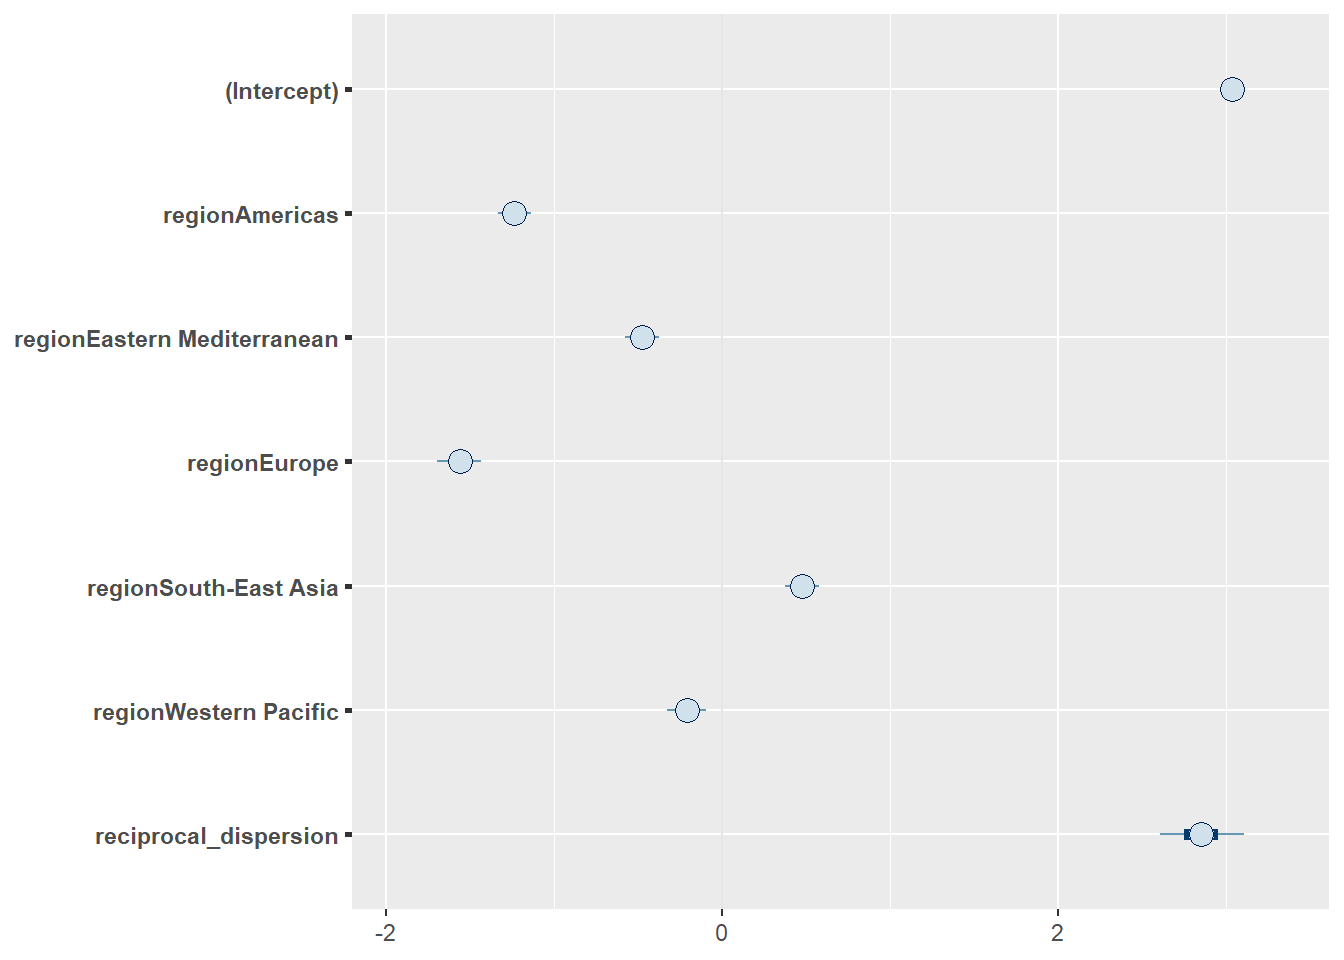 (Intercept)
regionAmericas
regionEastern Mediterranean
regionEurope
regionSouth-East Asia
regionWestern Pacific
reciprocal_dispersion
-2 0 2